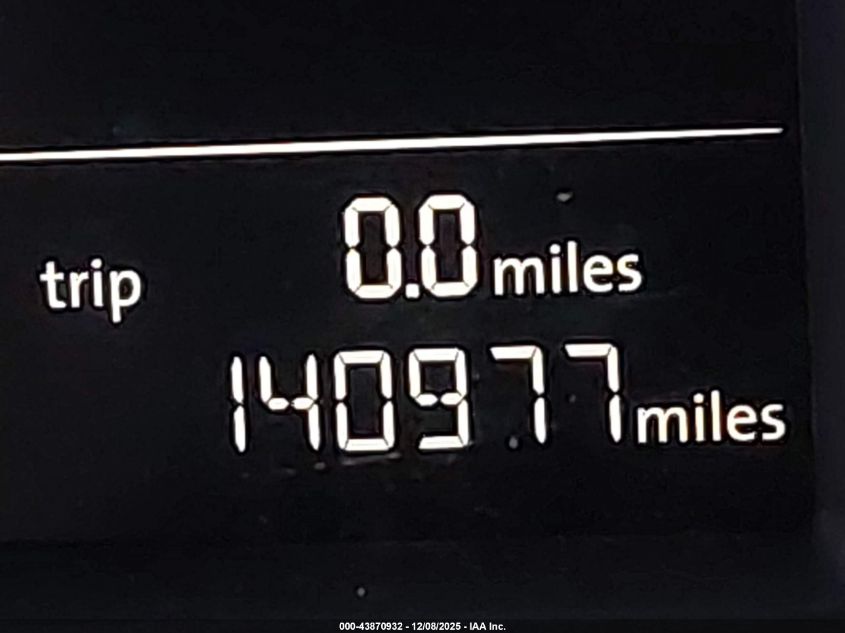 trip 0.0 miles
140977 miles
000-43870932 - 12/08/2025 - IAA Inc.